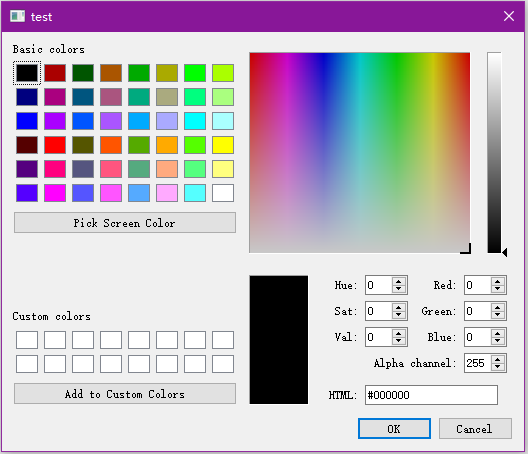 test
Basic colors
Pick Screen Color
Custom colors
Add to Custom Colors
Hue: 0 Red: 0
Sat: 0 Green: 0
Val: 0 Blue: 0
Alpha channel: 255
HTML: #000000
OK Cancel